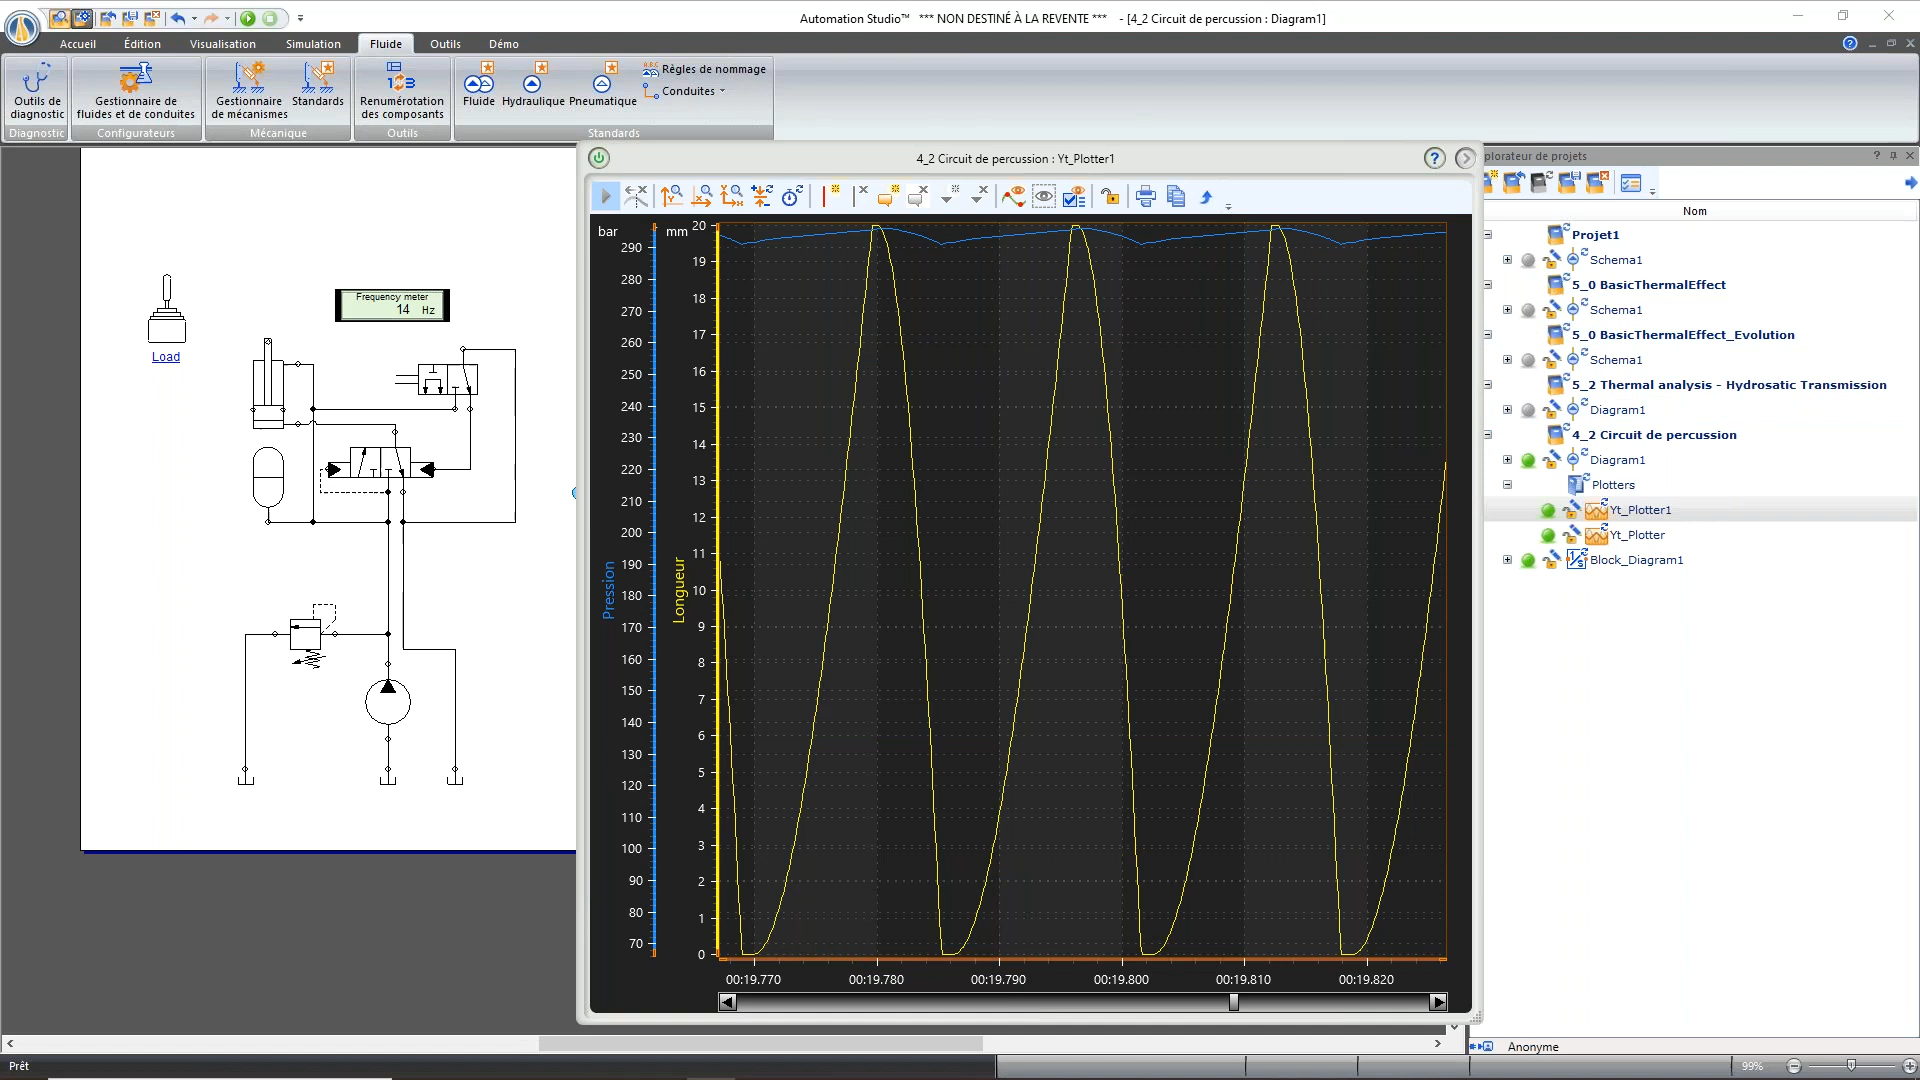 Automation Studio™ *** NON DESTINÉ À LA REVENTE *** - [4_2 Circuit de percussion : Diagram1]
Accueil Édition Visualisation Simulation Fluide Outils Démo
Outils de diagnostic
Diagnostic
Gestionnaire de fluides et de conduites
Configurateurs
Gestionnaire de mécanismes
Standards
Mécanique
Renumérotation des composants
Outils
Fluide Hydraulique Pneumatique
Règles de nommage
Conduites
Standards
Load
Frequency meter
14 Hz
4_2 Circuit de percussion : Yt_Plotter1
bar
290
280
270
260
250
240
230
220
210
200
190
180
170
160
150
140
130
120
110
100
90
80
70
Pression
mm
20
19
18
17
16
15
14
13
12
11
10
9
8
7
6
5
4
3
2
1
0
Longueur
00:19.770 00:19.780 00:19.790 00:19.800 00:19.810 00:19.820
plorateur de projets
Nom
Projet1
Schema1
5_0 BasicThermalEffect
Schema1
5_0 BasicThermalEffect_Evolution
Schema1
5_2 Thermal analysis - Hydrosatic Transmission
Diagram1
4_2 Circuit de percussion
Diagram1
Plotters
Yt_Plotter1
Yt_Plotter
Block_Diagram1
Anonyme
Prêt
99%